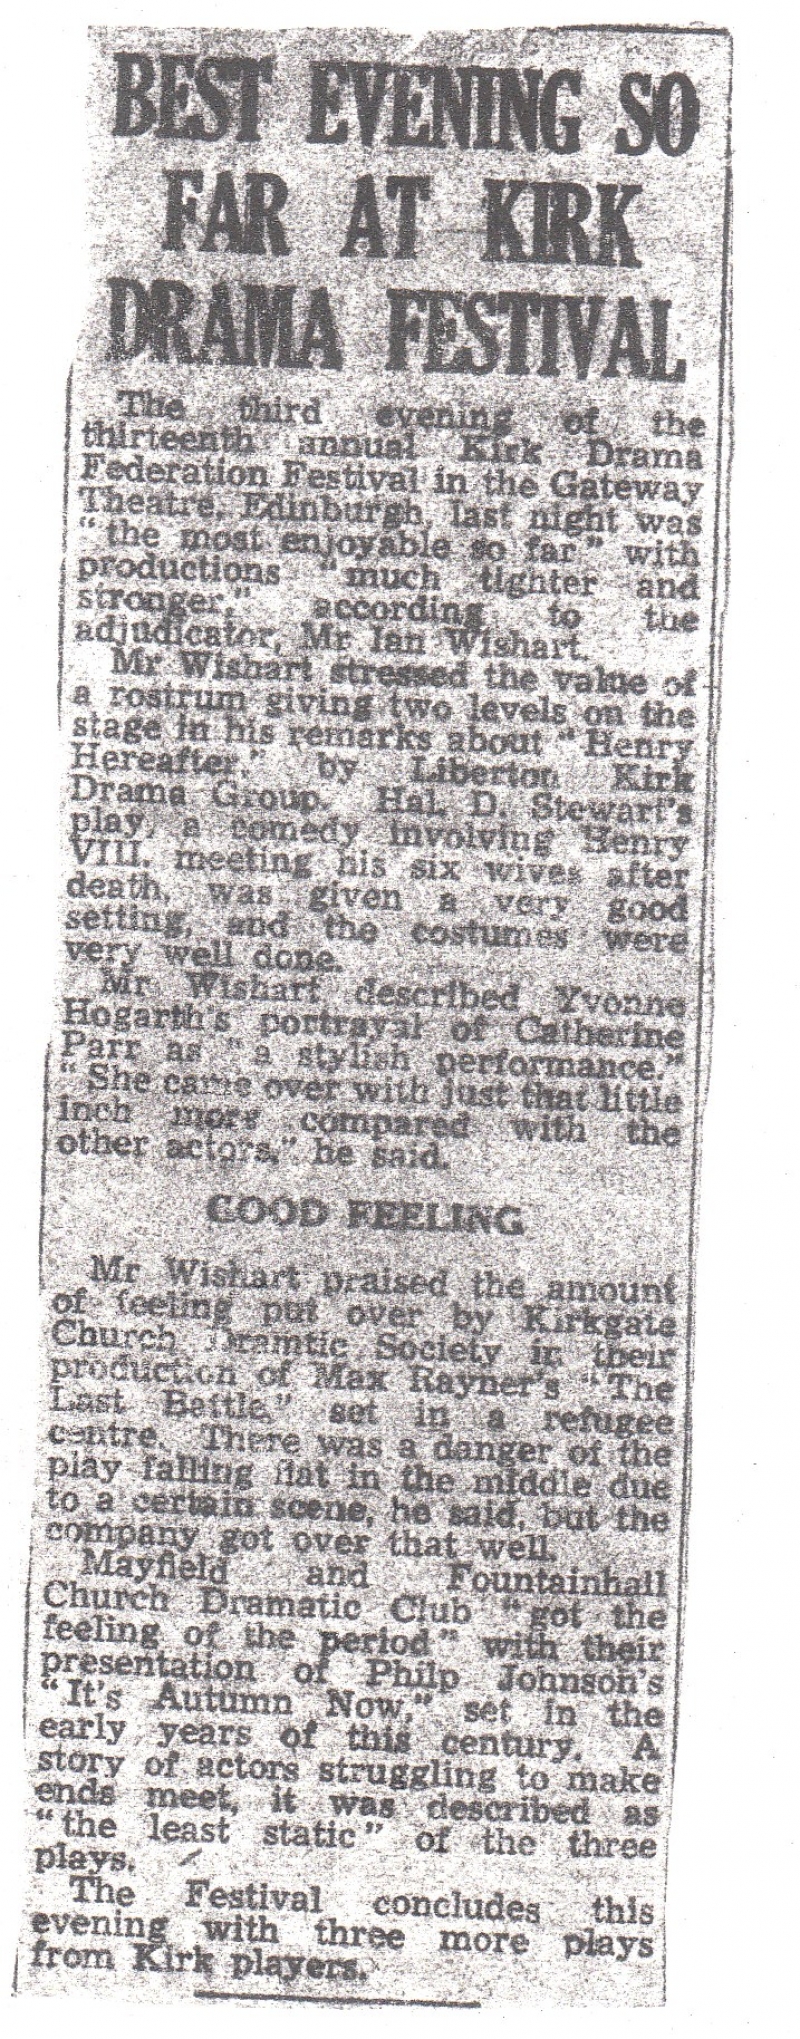 BEST EVENING SO
FAR AT KIRK
DRAMA FESTIVAL
The third evening of the
thirteenth annual Kirk Drama
Federation Festival in the Gateway
Theatre, Edinburgh, last night was
"the most enjoyable so far" with
productions "much tighter and
stronger," according to the
adjudicator, Mr Ian Wishart.
Mr Wishart stressed the value of
a rostrum giving two levels on the
stage in his remarks about "Henry
Hereafter," by Liberton Kirk
Drama Group. Hal. D. Stewart's
play, a comedy involving Henry
VIII. meeting his six wives after
death, was given a very good
setting, and the costumes were
very well done.
Mr Wishart described Yvonne
Hogarth's portrayal of Catherine
Parr as "a stylish performance."
"She came over with just that little
inch more compared with the
other actors," he said.
GOOD FEELING
Mr Wishart praised the amount
of feeling put over by Kirkgate
Church Dramtic Society in their
production of Max Rayner's "The
Last Battle," set in a refugee
centre. There was a danger of the
play falling flat in the middle due
to a certain scene, he said, but the
company got over that well.
Mayfield and Fountainhall
Church Dramatic Club "got the
feeling of the period" with their
presentation of Philp Johnson's
"It's Autumn Now," set in the
early years of this century. A
story of actors struggling to make
ends meet, it was described as
"the least static" of the three
plays.
The Festival concludes this
evening with three more plays
from Kirk players.